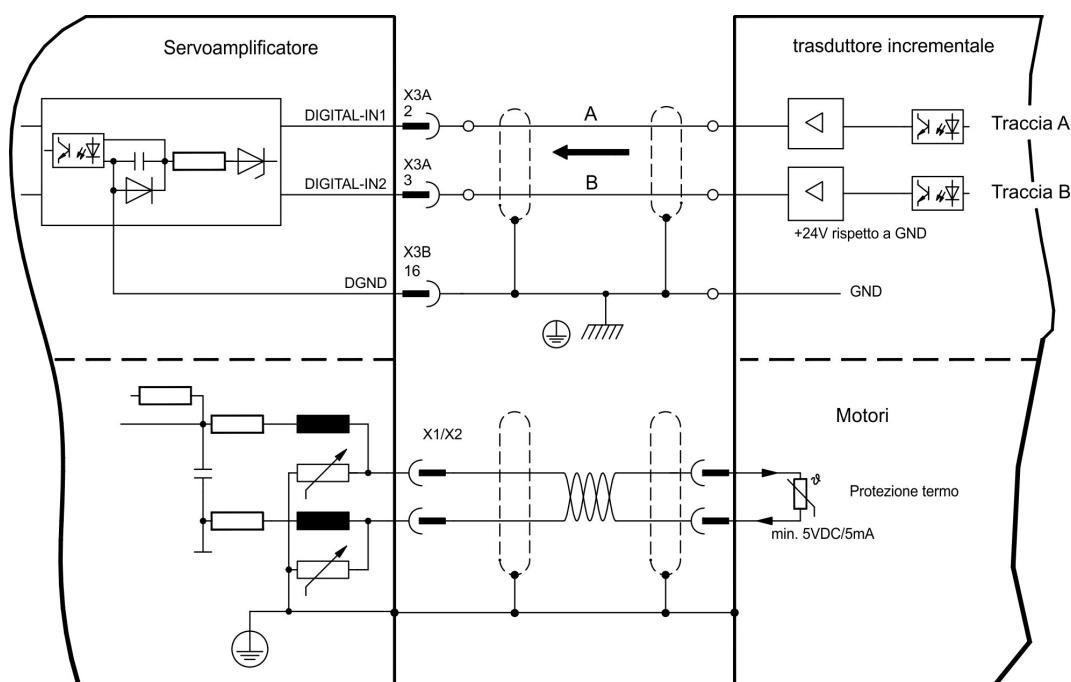 Servoamplificatore
trasduttore incrementale
X3A
2
DIGITAL-IN1
A
Traccia A
X3A
3
DIGITAL-IN2
B
Traccia B
+24V rispetto a GND
X3B
16
DGND
GND
Motori
X1/X2
ϑ
Protezione termo
min. 5VDC/5mA